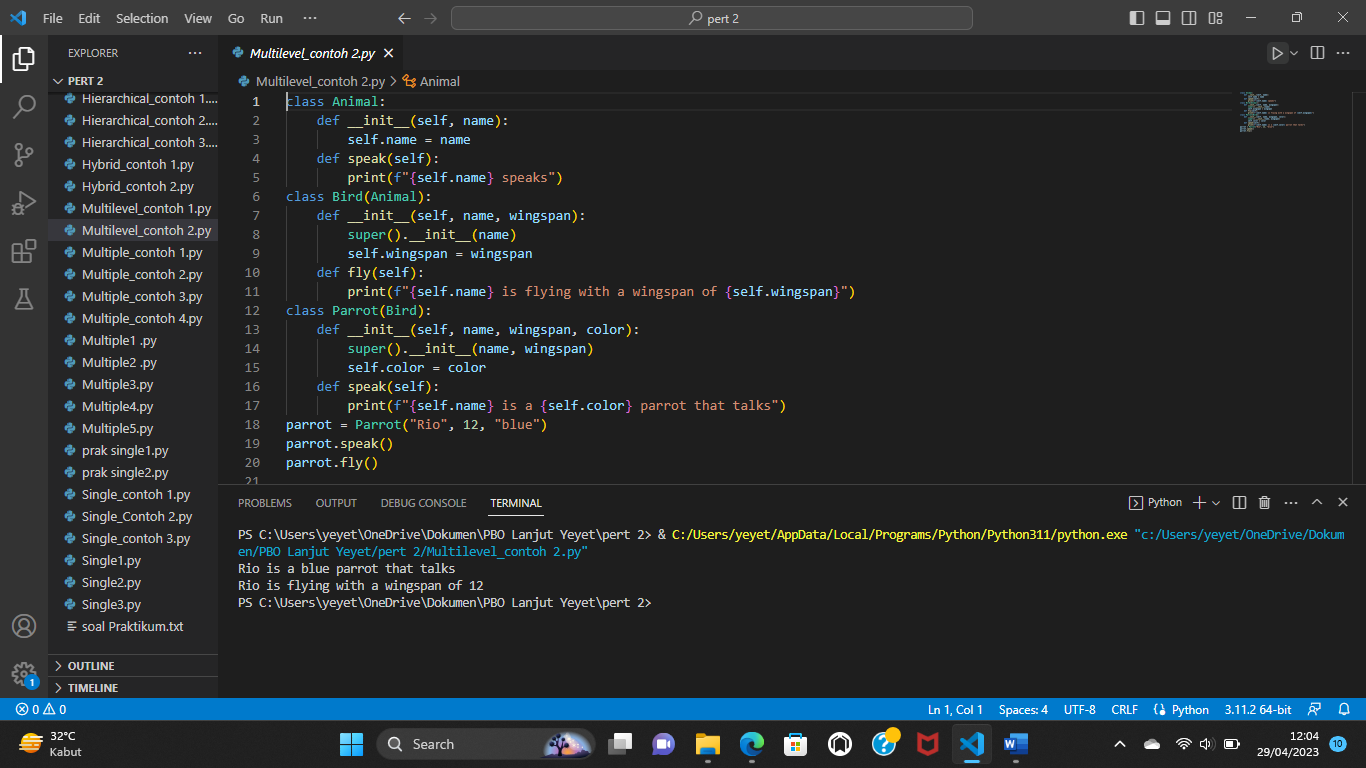 File Edit Selection View Go Run ···
pert 2
EXPLORER
PERT 2
Hierarchical_contoh 1....
Hierarchical_contoh 2....
Hierarchical_contoh 3....
Hybrid_contoh 1.py
Hybrid_contoh 2.py
Multilevel_contoh 1.py
Multilevel_contoh 2.py
Multiple_contoh 1.py
Multiple_contoh 2.py
Multiple_contoh 3.py
Multiple_contoh 4.py
Multiple1 .py
Multiple2 .py
Multiple3.py
Multiple4.py
Multiple5.py
prak single1.py
prak single2.py
Single_contoh 1.py
Single_Contoh 2.py
Single_contoh 3.py
Single1.py
Single2.py
Single3.py
soal Praktikum.txt
OUTLINE
TIMELINE
Multilevel_contoh 2.py
Multilevel_contoh 2.py > Animal
1 class Animal:
2     def __init__(self, name):
3         self.name = name
4     def speak(self):
5         print(f"{self.name} speaks")
6 class Bird(Animal):
7     def __init__(self, name, wingspan):
8         super().__init__(name)
9         self.wingspan = wingspan
10     def fly(self):
11         print(f"{self.name} is flying with a wingspan of {self.wingspan}")
12 class Parrot(Bird):
13     def __init__(self, name, wingspan, color):
14         super().__init__(name, wingspan)
15         self.color = color
16     def speak(self):
17         print(f"{self.name} is a {self.color} parrot that talks")
18 parrot = Parrot("Rio", 12, "blue")
19 parrot.speak()
20 parrot.fly()
21
PROBLEMS OUTPUT DEBUG CONSOLE TERMINAL
Python
PS C:\Users\yeyet\OneDrive\Dokumen\PBO Lanjut Yeyet\pert 2> & C:/Users/yeyet/AppData/Local/Programs/Python/Python311/python.exe "c:/Users/yeyet/OneDrive/Dokum
en/PBO Lanjut Yeyet/pert 2/Multilevel_contoh 2.py"
Rio is a blue parrot that talks
Rio is flying with a wingspan of 12
PS C:\Users\yeyet\OneDrive\Dokumen\PBO Lanjut Yeyet\pert 2>
1
0 0
Ln 1, Col 1 Spaces: 4 UTF-8 CRLF Python 3.11.2 64-bit
32°C
Kabut
Search
12:04
29/04/2023
10